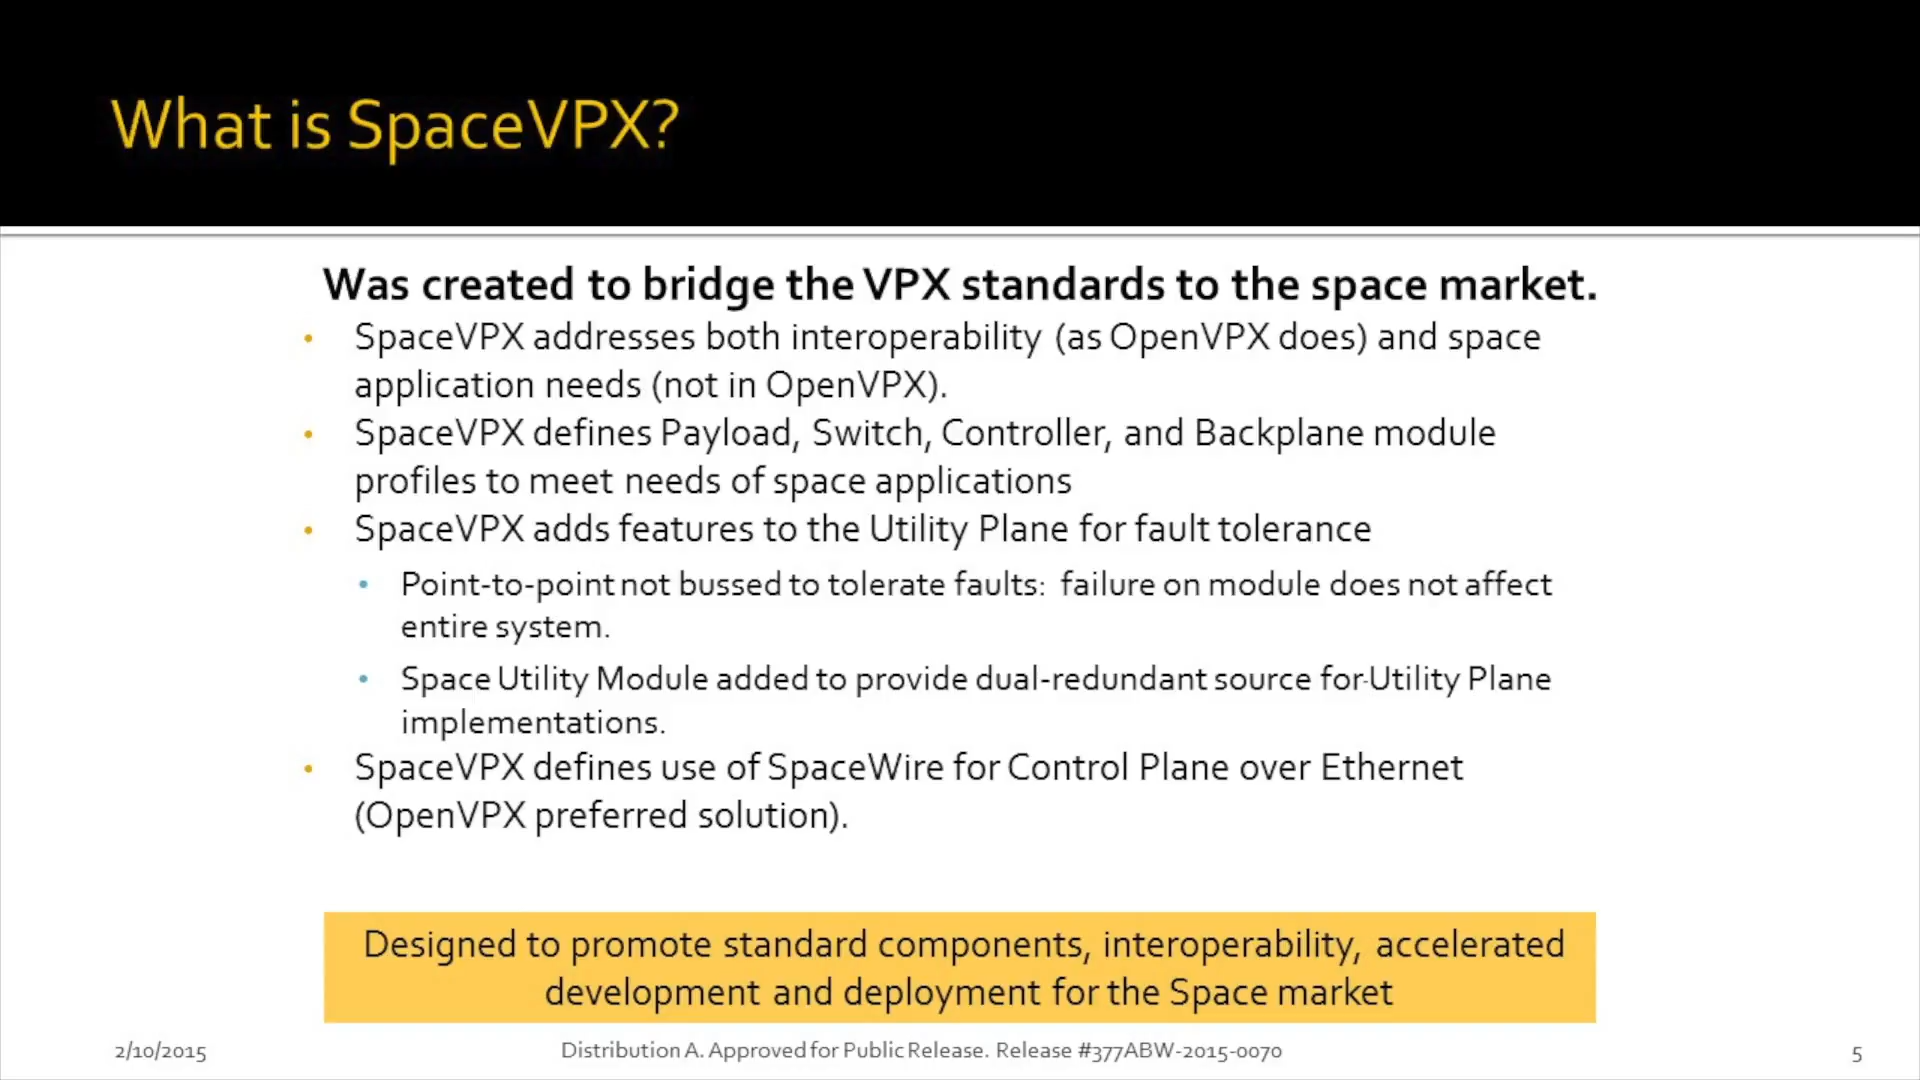 What is SpaceVPX?
Was created to bridge the VPX standards to the space market.
• SpaceVPX addresses both interoperability (as OpenVPX does) and space
application needs (not in OpenVPX).
• SpaceVPX defines Payload, Switch, Controller, and Backplane module
profiles to meet needs of space applications
• SpaceVPX adds features to the Utility Plane for fault tolerance
• Point-to-point not bussed to tolerate faults: failure on module does not affect
entire system.
• Space Utility Module added to provide dual-redundant source for-Utility Plane
implementations.
• SpaceVPX defines use of SpaceWire for Control Plane over Ethernet
(OpenVPX preferred solution).
Designed to promote standard components, interoperability, accelerated
development and deployment for the Space market
2/10/2015
Distribution A. Approved for Public Release. Release #377ABW-2015-0070
5